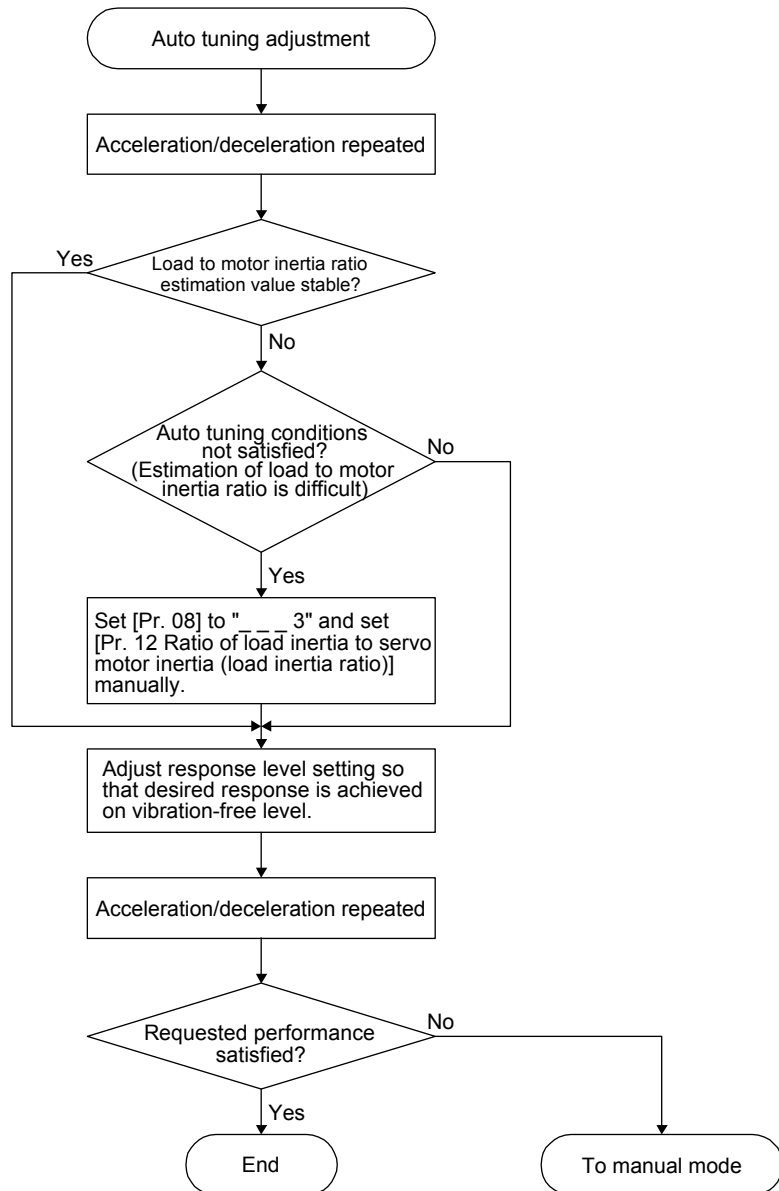 Auto tuning adjustment
Acceleration/deceleration repeated
Yes
Load to motor inertia ratio
estimation value stable?
No
Auto tuning conditions
not satisfied?
(Estimation of load to motor
inertia ratio is difficult)
No
Yes
Set [Pr. 08] to "_ _ _ 3" and set
[Pr. 12 Ratio of load inertia to servo
motor inertia (load inertia ratio)]
manually.
Adjust response level setting so
that desired response is achieved
on vibration-free level.
Acceleration/deceleration repeated
Requested performance
satisfied?
No
Yes
End
To manual mode